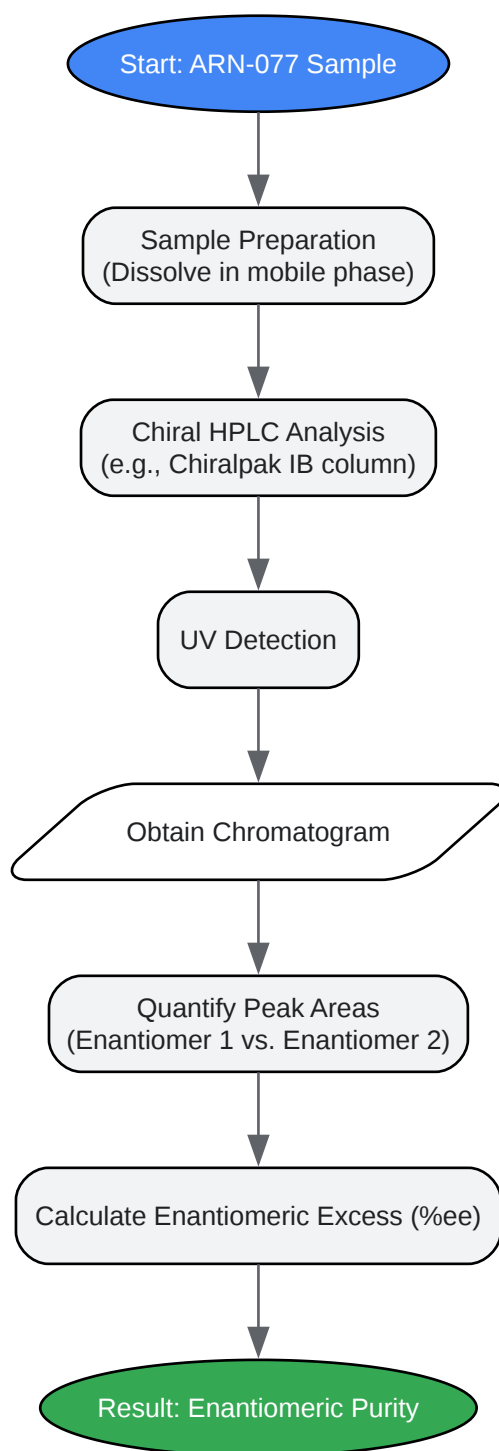 Start: ARN-077 Sample
Sample Preparation
(Dissolve in mobile phase)
Chiral HPLC Analysis
(e.g., Chiralpak IB column)
UV Detection
Obtain Chromatogram
Quantify Peak Areas
(Enantiomer 1 vs. Enantiomer 2)
Calculate Enantiomeric Excess (%ee)
Result: Enantiomeric Purity